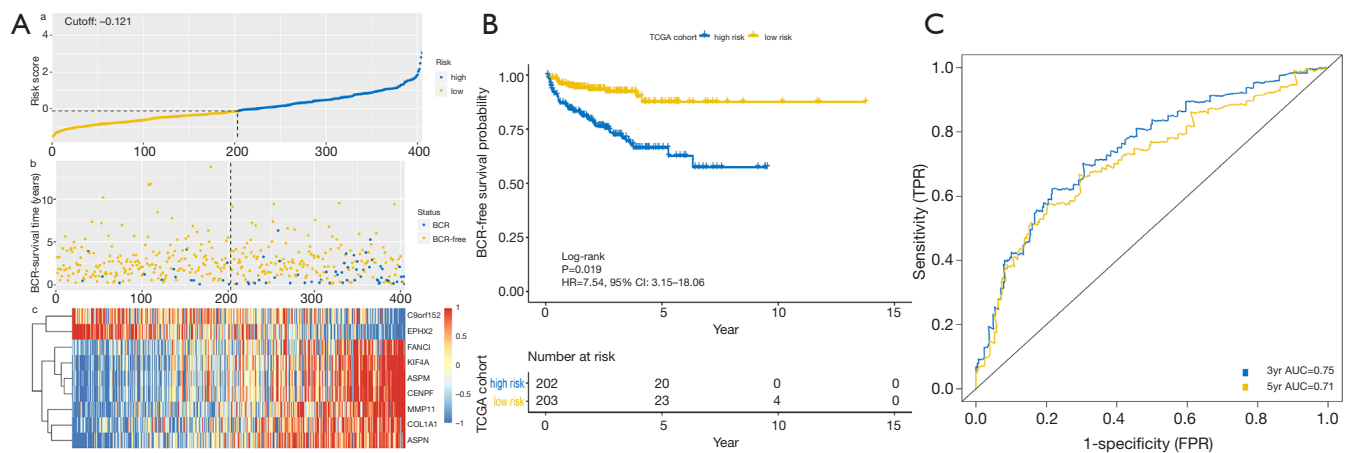 A
a
Cutoff: −0.121
Risk score
2
0
0
100
200
300
400
Risk
high
low
b
BCR-survival time (years)
10
5
0
0
100
200
300
400
Status
BCR
BCR-free
c
C9orf152
EPHX2
FANCI
KIF4A
ASPM
CENPF
MMP11
COL1A1
ASPN
1
0.5
0
−0.5
−1
B
TCGA cohort high risk low risk
BCR-free survival probability
1.00
0.75
0.50
0.25
0.00
Log-rank
P=0.019
HR=7.54, 95% CI: 3.15–18.06
0 5 10 15
Year
Number at risk
TCGA cohort
high risk 202 20 0 0
low risk 203 23 4 0
0 5 10 15
Year
C
Sensitivity (TPR)
1.0
0.8
0.6
0.4
0.2
0.0
3yr AUC=0.75
5yr AUC=0.71
0.0 0.2 0.4 0.6 0.8 1.0
1-specificity (FPR)